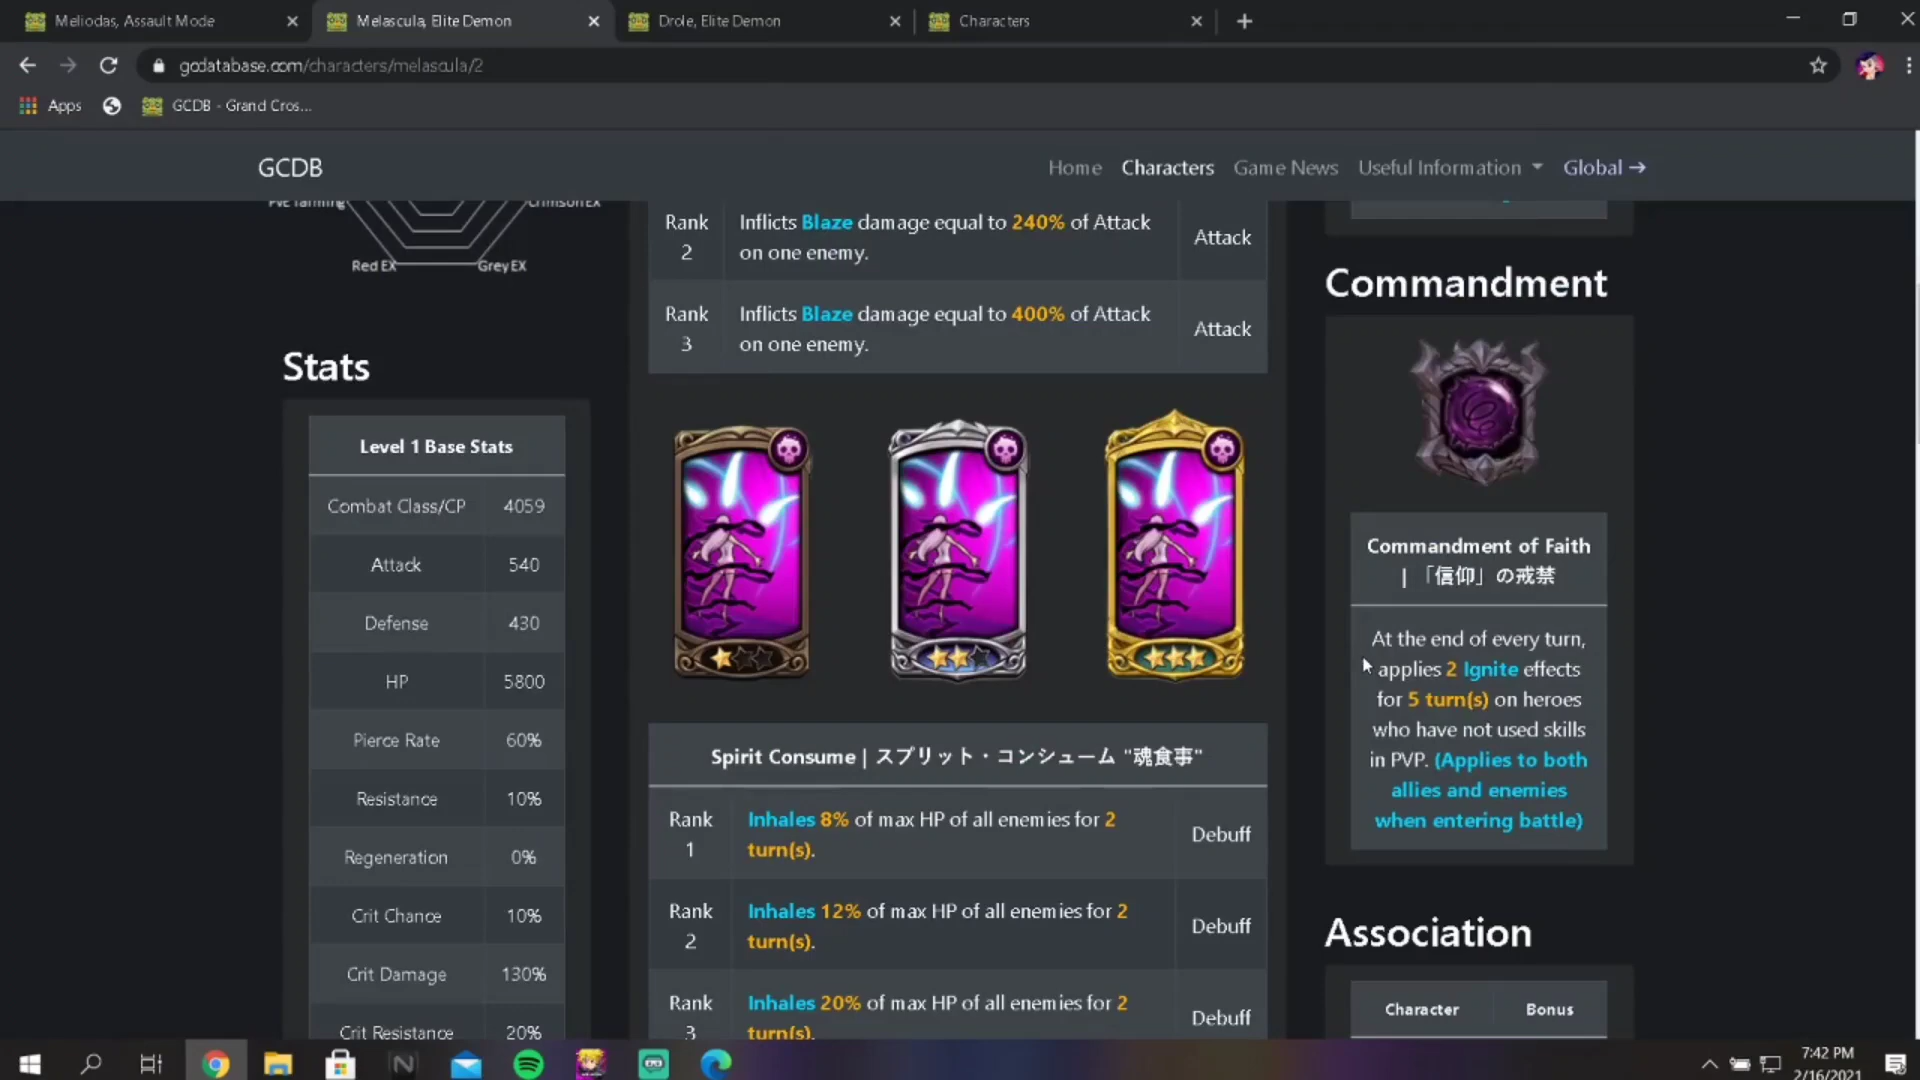 Meliodas, Assault Mode
Melascula, Elite Demon
Drole, Elite Demon
Characters
gcdatabase.com/characters/melascula/2
Apps
GCDB - Grand Cros...
GCDB
Home
Characters
Game News
Useful Information
Global →
PvE farming
Crimson EX
Red EX
Grey EX
Stats
Level 1 Base Stats
Combat Class/CP 4059
Attack 540
Defense 430
HP 5800
Pierce Rate 60%
Resistance 10%
Regeneration 0%
Crit Chance 10%
Crit Damage 130%
Crit Resistance 20%
Rank 2
Inflicts Blaze damage equal to 240% of Attack
on one enemy.
Attack
Rank 3
Inflicts Blaze damage equal to 400% of Attack
on one enemy.
Attack
Spirit Consume | スプリット・コンシューム "魂食事"
Rank 1
Inhales 8% of max HP of all enemies for 2
turn(s).
Debuff
Rank 2
Inhales 12% of max HP of all enemies for 2
turn(s).
Debuff
Rank 3
Inhales 20% of max HP of all enemies for 2
turn(s).
Debuff
Commandment
Commandment of Faith
| 「信仰」の戒禁
At the end of every turn,
applies 2 Ignite effects
for 5 turn(s) on heroes
who have not used skills
in PVP. (Applies to both
allies and enemies
when entering battle)
Association
Character
Bonus
7:42 PM
2/16/2021